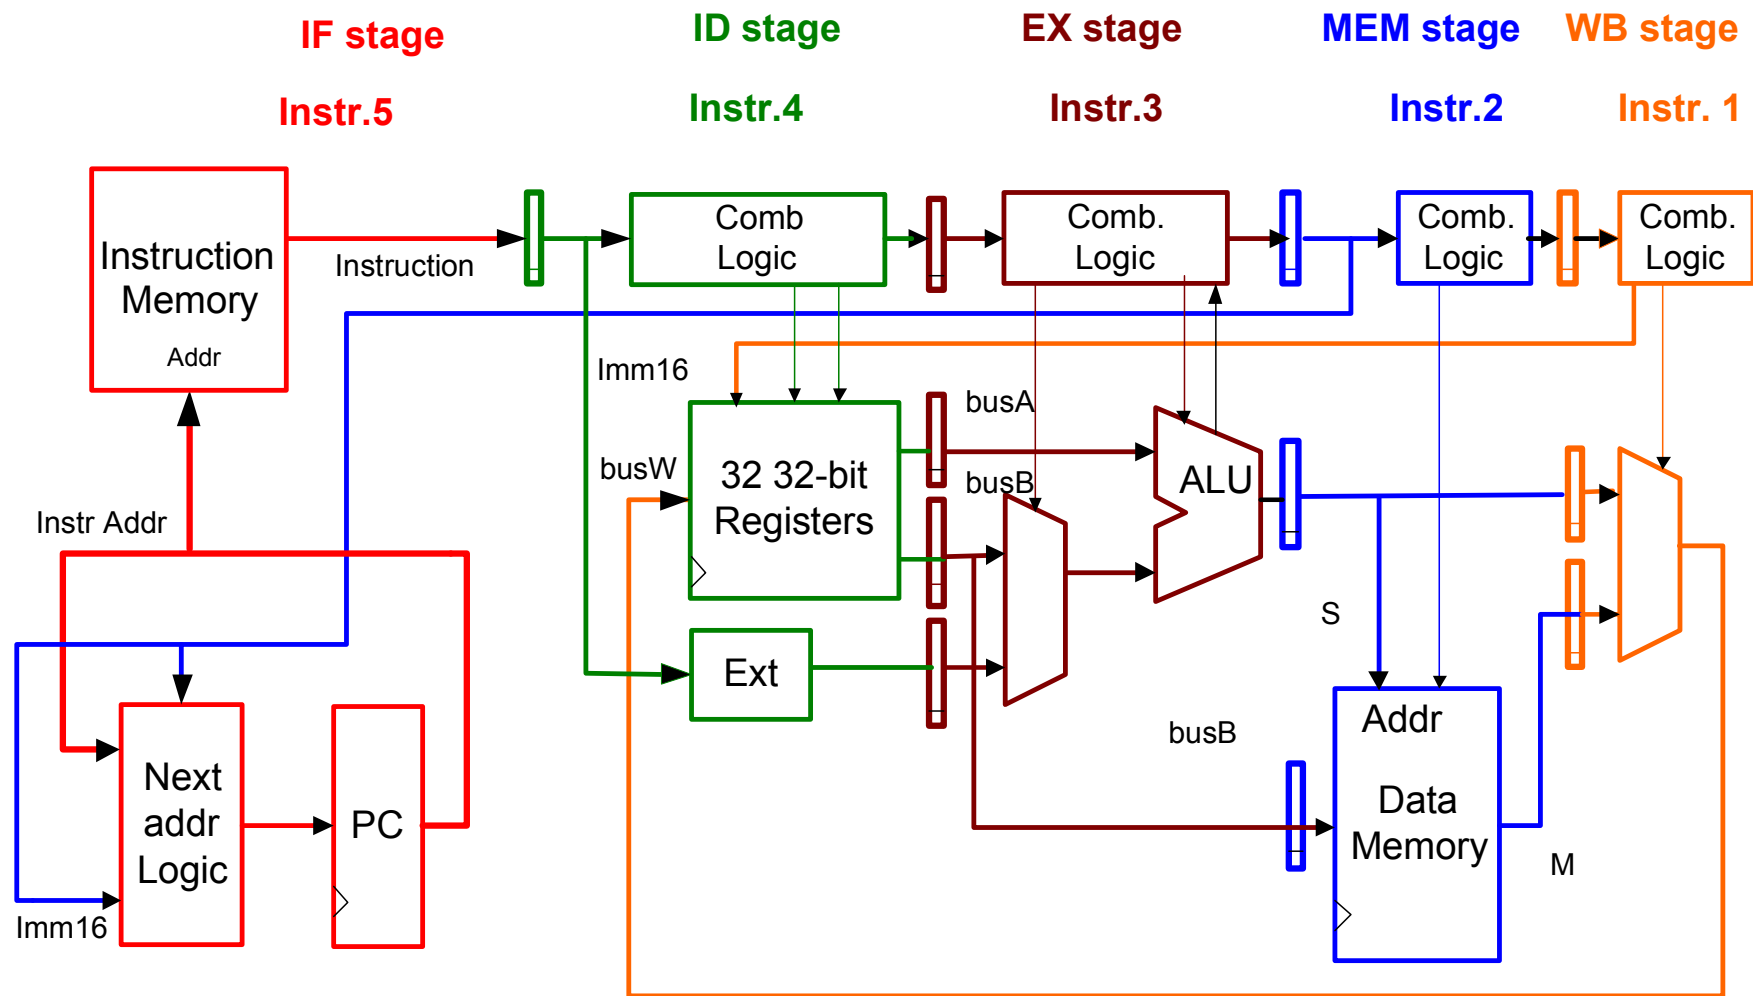 IF stage
ID stage
EX stage
MEM stage
WB stage
Instr.5
Instr.4
Instr.3
Instr.2
Instr. 1
Instruction
Memory
Addr
Instruction
Comb
Logic
Comb.
Logic
Comb.
Logic
Comb.
Logic
Imm16
busA
busW
32 32-bit
Registers
busB
ALU
Instr Addr
S
Ext
busB
Addr
Data
Memory
M
Next
addr
Logic
PC
Imm16